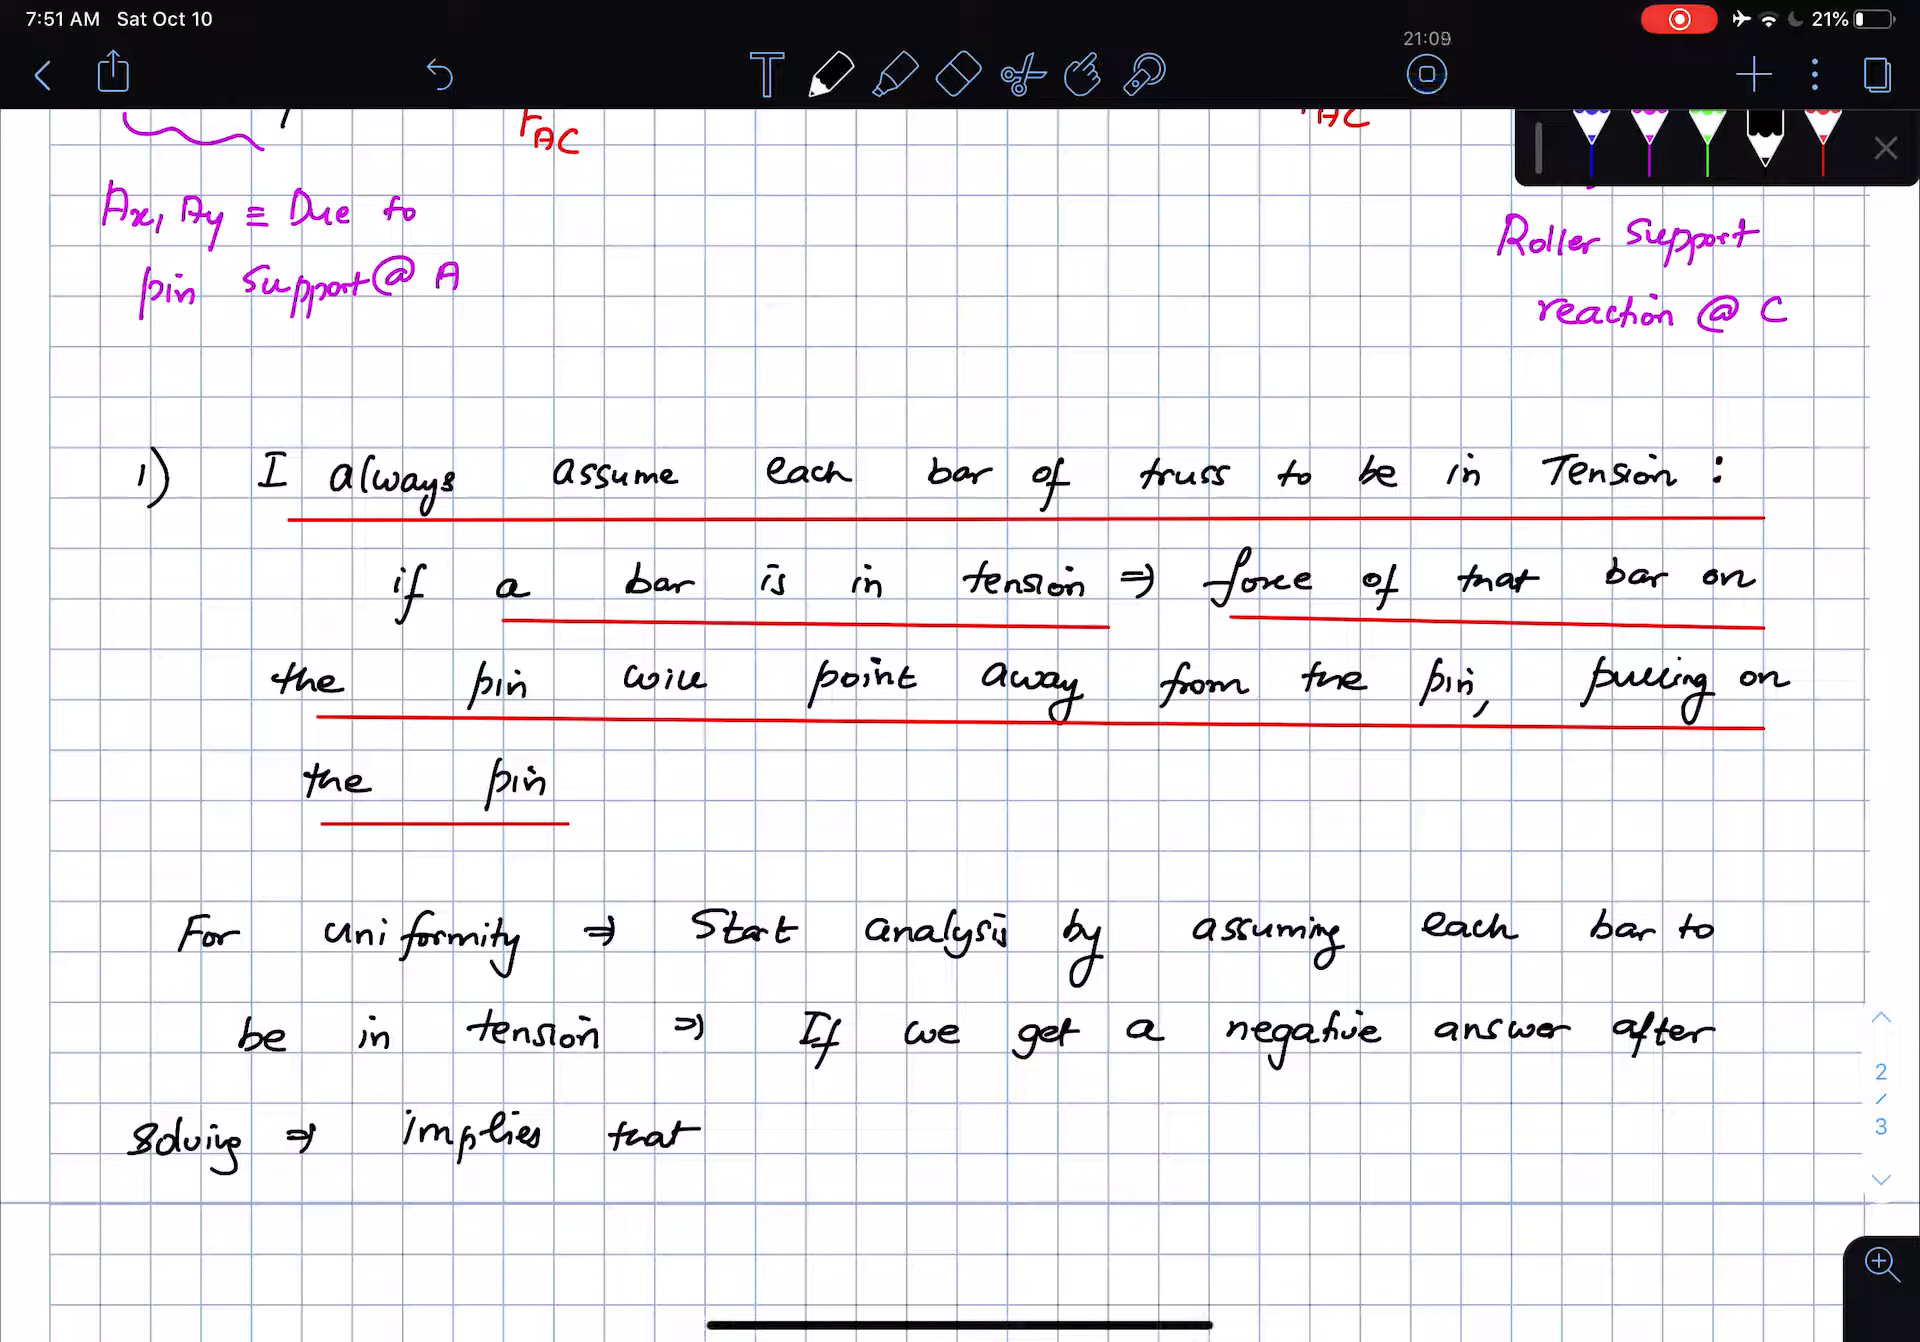 7:51 AM Sat Oct 10
21%
21:09
T
FAC
FAC
Ax, Ay ≡ Due to
pin support @ A
Roller Support
reaction @ C
1) I always assume each bar of truss to be in Tension :
if a bar is in tension ⇒ force of that bar on
the pin will point away from the pin, pulling on
the pin
For uniformity ⇒ Start analysis by assuming each bar to
be in tension ⇒ If we get a negative answer after
solving ⇒ implies that
2
/
3